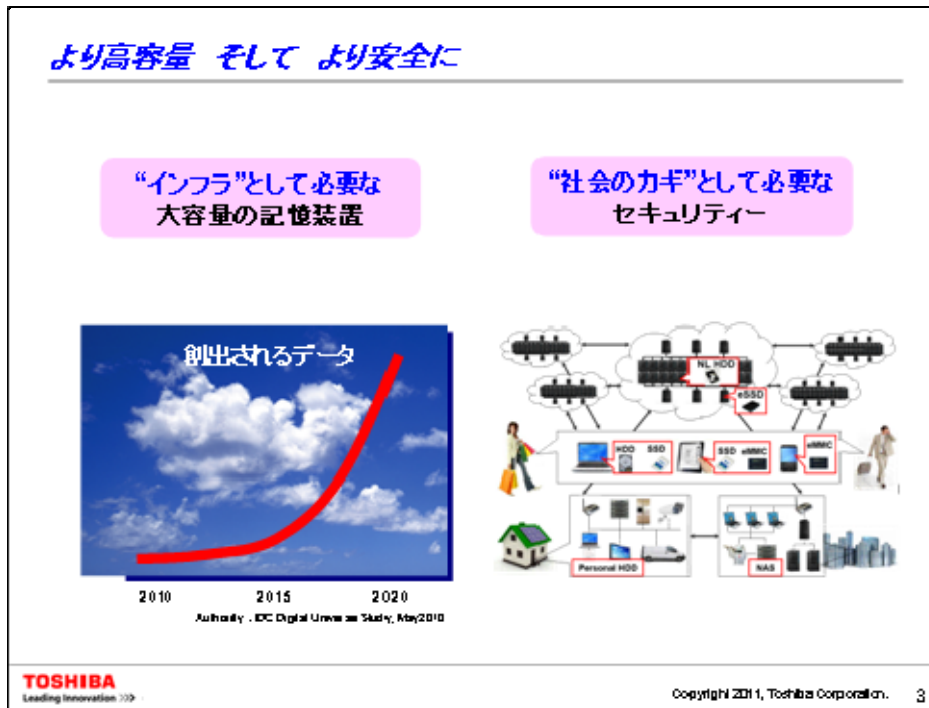 より高容量 そして より安全に
“インフラ”として必要な
大容量の記憶装置
“社会のカギ”として必要な
セキュリティー
創出されるデータ
2010 2015 2020
Authority : IDC Digital Universe Study, May2010
NL HDD
eSSD
HDD SSD SSD eMMC eMMC
Personal HDD
NAS
TOSHIBA
Leading Innovation >>>
Copyright 2011, Toshiba Corporation. 3